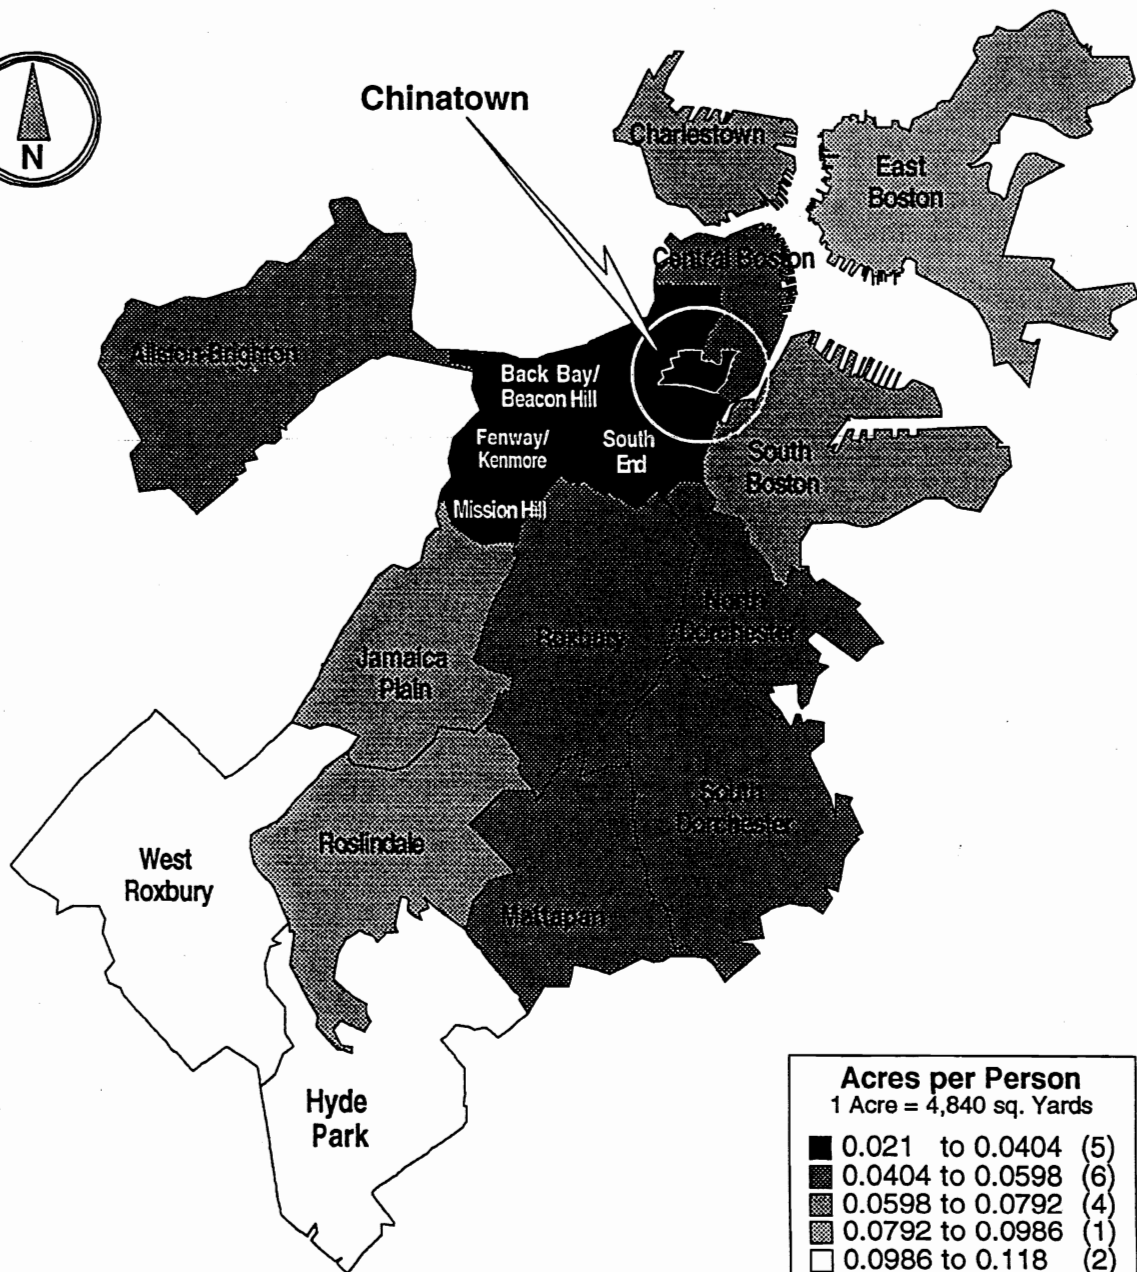 N
Chinatown
Charlestown
East
Boston
Central Boston
Allston-Brighton
Back Bay/
Beacon Hill
Fenway/
Kenmore
South
End
South
Boston
Mission Hill
North
Dorchester
Roxbury
Jamaica
Plain
South
Dorchester
Roslindale
West
Roxbury
Mattapan
Hyde
Park
Acres per Person
1 Acre = 4,840 sq. Yards
0.021 to 0.0404 (5)
0.0404 to 0.0598 (6)
0.0598 to 0.0792 (4)
0.0792 to 0.0986 (1)
0.0986 to 0.118 (2)